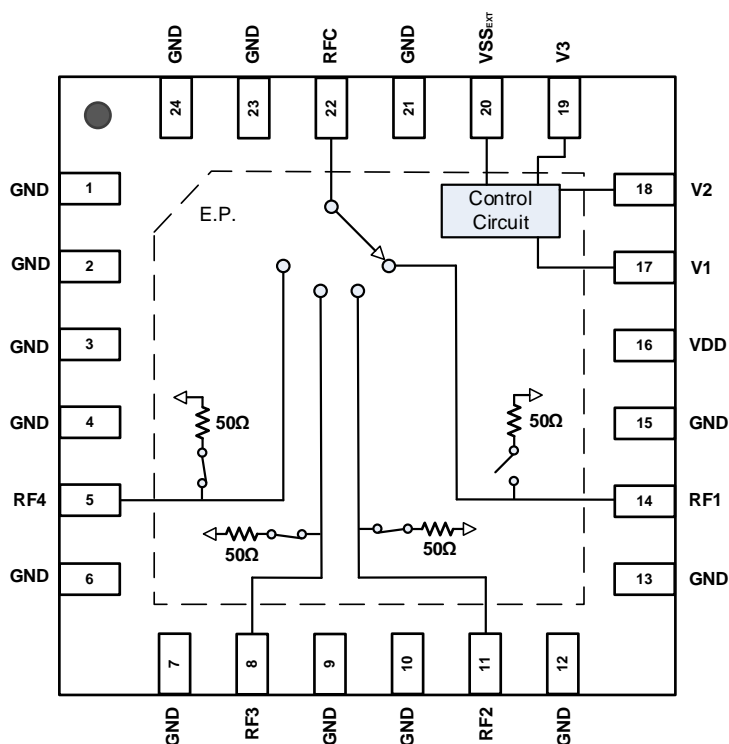 GND
GND
RFC
GND
VSSEXT
V3
24
23
22
21
20
19
GND
1
GND
2
GND
3
GND
4
RF4
5
GND
6
E.P.
Control
Circuit
18
V2
17
V1
16
VDD
15
GND
14
RF1
13
GND
50Ω
50Ω
50Ω
50Ω
7
8
9
10
11
12
GND
RF3
GND
GND
RF2
GND